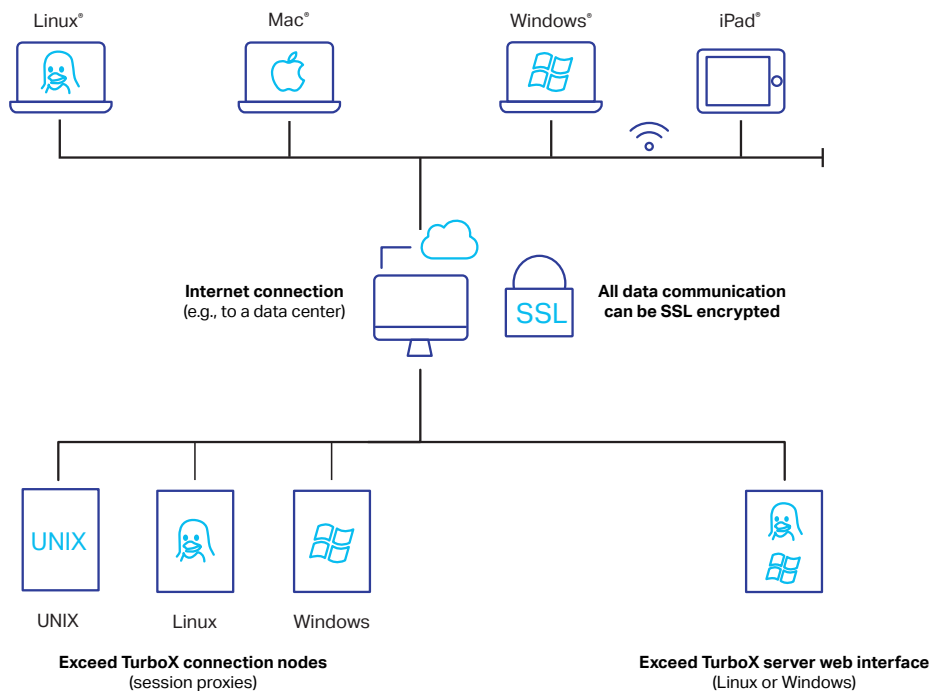 Linux®
Mac®
Windows®
iPad®
Internet connection
(e.g., to a data center)
SSL
All data communication
can be SSL encrypted
UNIX
UNIX
Linux
Windows
Exceed TurboX connection nodes
(session proxies)
Exceed TurboX server web interface
(Linux or Windows)